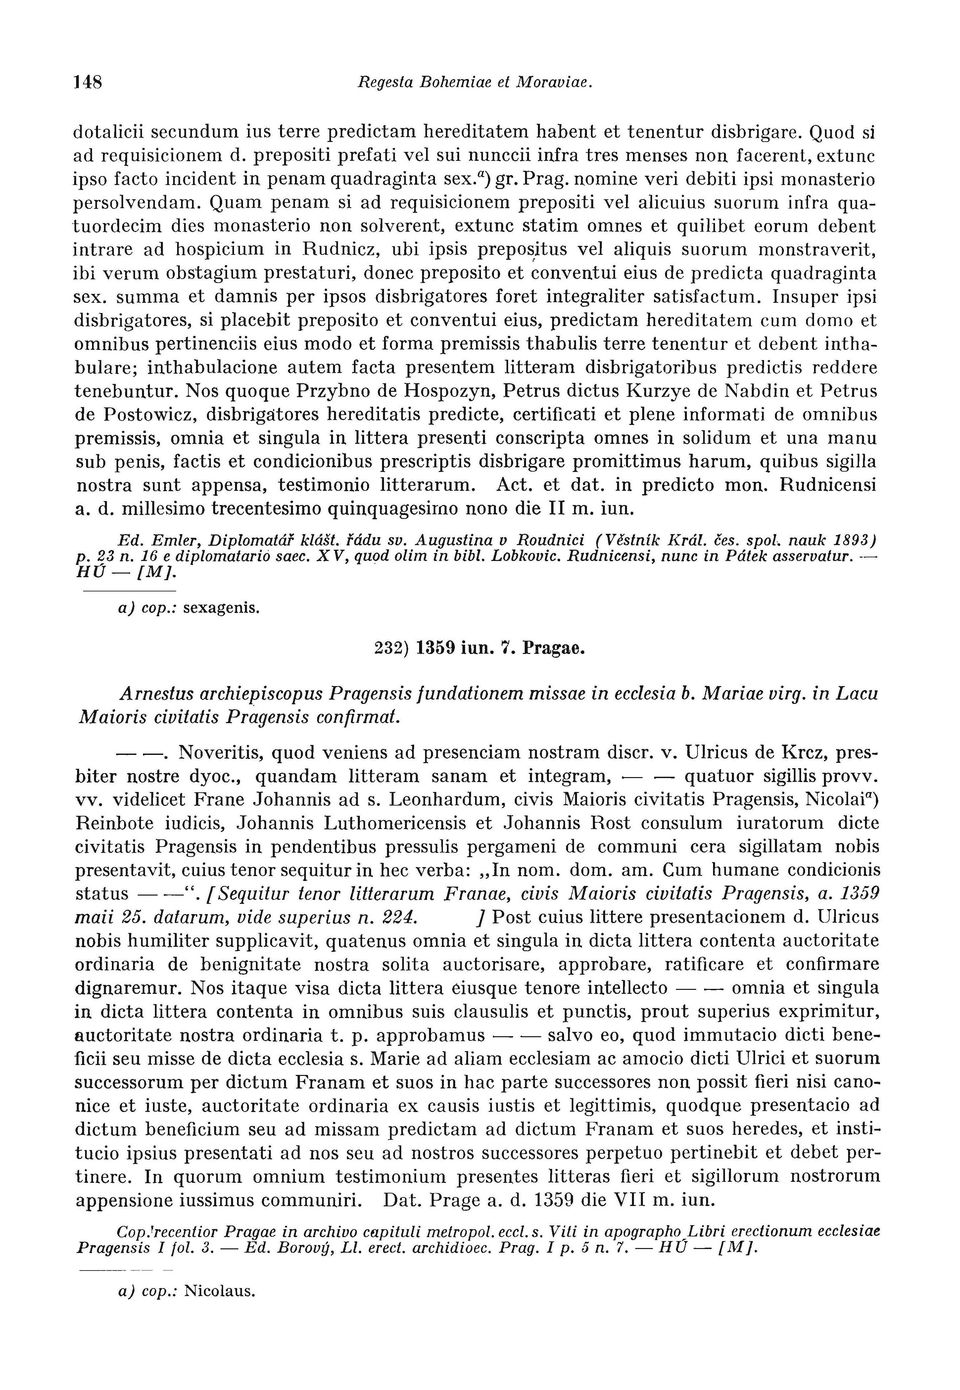 148 Regesta Bohemiae et Moraviae.
dotalicii secundum ius terre predictam hereditatem habent et tenentur disbrigare. Quod si
ad requisicionem d. prepositi prefati vel sui nunccii infra tres menses non facerent, extunc
ipso facto incident in penam quadraginta sex.a) gr. Prag. nomine veri debiti ipsi monasterio
persolvendam. Quam penam si ad requisicionem prepositi vel alicuius suorum infra qua-
tuordecim dies monasterio non solverent, extunc statim omnes et quilibet eorum debent
intrare ad hospicium in Rudnicz, ubi ipsis prepositus vel aliquis suorum monstraverit,
ibi verum obstagium prestaturi, donec preposito et conventui eius de predicta quadraginta
sex. summa et damnis per ipsos disbrigatores foret integraliter satisfactum. Insuper ipsi
disbrigatores, si placebit preposito et conventui eius, predictam hereditatem cum domo et
omnibus pertinenciis eius modo et forma premissis thabulis terre tenentur et debent intha-
bulare; inthabulacione autem facta presentem litteram disbrigatoribus predictis reddere
tenebuntur. Nos quoque Przybno de Hospozyn, Petrus dictus Kurzye de Nabdin et Petrus
de Postowicz, disbrigatores hereditatis predicte, certificati et plene informati de omnibus
premissis, omnia et singula in littera presenti conscripta omnes in solidum et una manu
sub penis, factis et condicionibus prescriptis disbrigare promittimus harum, quibus sigilla
nostra sunt appensa, testimonio litterarum. Act. et dat. in predicto mon. Rudnicensi
a. d. millesimo trecentesimo quinquagesimo nono die II m. iun.
Ed. Emler, Diplomatář klášt. řádu sv. Augustina v Roudnici (Věstník Král. čes. spol. nauk 1893)
p. 23 n. 16 e diplomatario saec. XV, quod olim in bibl. Lobkovic. Rudnicensi, nunc in Pátek asservatur. —
HÚ — [M].
a) cop.: sexagenis.
232) 1359 iun. 7. Pragae.
Arnestus archiepiscopus Pragensis fundationem missae in ecclesia b. Mariae virg. in Lacu
Maioris civitatis Pragensis confirmat.
— —. Noveritis, quod veniens ad presenciam nostram discr. v. Ulricus de Krcz, pres-
biter nostre dyoc., quandam litteram sanam et integram, — — quatuor sigillis provv.
vv. videlicet Frane Johannis ad s. Leonhardum, civis Maioris civitatis Pragensis, Nicolaia)
Reinbote iudicis, Johannis Luthomericensis et Johannis Rost consulum iuratorum dicte
civitatis Pragensis in pendentibus pressulis pergameni de communi cera sigillatam nobis
presentavit, cuius tenor sequitur in hec verba: „In nom. dom. am. Cum humane condicionis
status — —“. [Sequitur tenor litterarum Franae, civis Maioris civitatis Pragensis, a. 1359
maii 25. datarum, vide superius n. 224. ] Post cuius littere presentacionem d. Ulricus
nobis humiliter supplicavit, quatenus omnia et singula in dicta littera contenta auctoritate
ordinaria de benignitate nostra solita auctorisare, approbare, ratificare et confirmare
dignaremur. Nos itaque visa dicta littera eiusque tenore intellecto — — omnia et singula
in dicta littera contenta in omnibus suis clausulis et punctis, prout superius exprimitur,
auctoritate nostra ordinaria t. p. approbamus — — salvo eo, quod immutacio dicti bene-
ficii seu misse de dicta ecclesia s. Marie ad aliam ecclesiam ac amocio dicti Ulrici et suorum
successorum per dictum Franam et suos in hac parte successores non possit fieri nisi cano-
nice et iuste, auctoritate ordinaria ex causis iustis et legittimis, quodque presentacio ad
dictum beneficium seu ad missam predictam ad dictum Franam et suos heredes, et insti-
tucio ipsius presentati ad nos seu ad nostros successores perpetuo pertinebit et debet per-
tinere. In quorum omnium testimonium presentes litteras fieri et sigillorum nostrorum
appensione iussimus communiri. Dat. Prage a. d. 1359 die VII m. iun.
Cop. recentior Pragae in archivo capituli metropol. eccl. s. Viti in apographo Libri erectionum ecclesiae
Pragensis I fol. 3. — Ed. Borový, Ll. erect. archidioec. Prag. I p. 5 n. 7. — HÚ — [M].
a) cop.: Nicolaus.